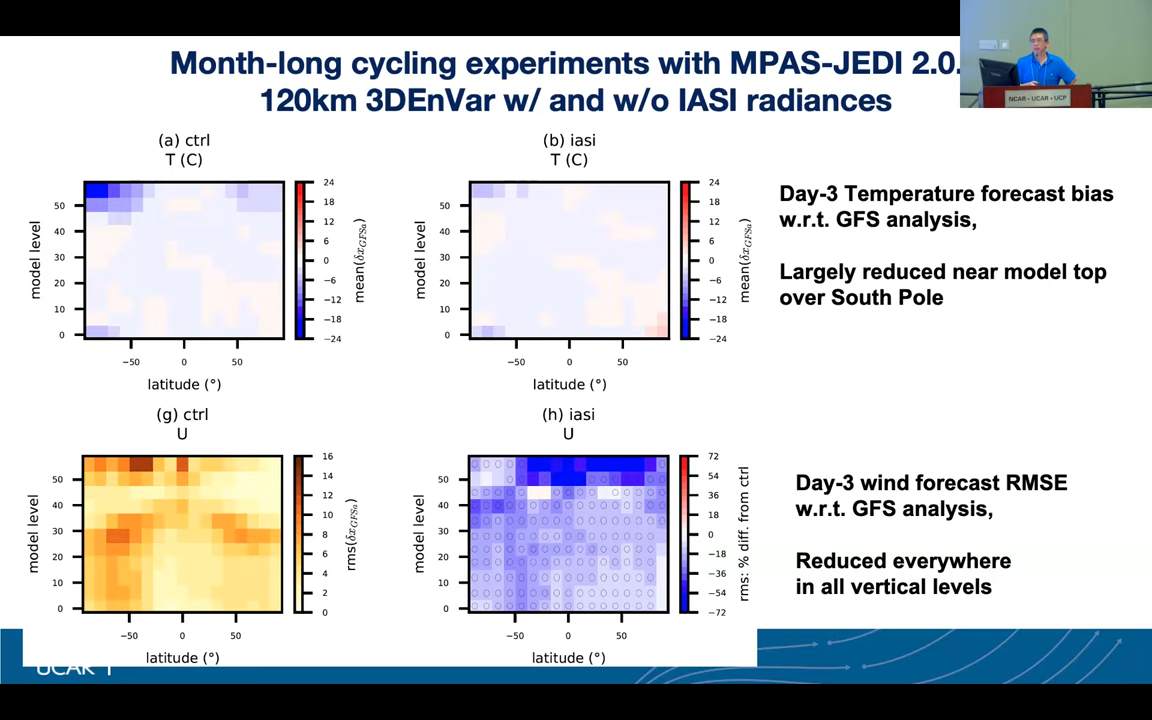 Month-long cycling experiments with MPAS-JEDI 2.0.
120km 3DEnVar w/ and w/o IASI radiances
NCAR • UCAR • UCP
(a) ctrl
T (C)
model level
50
40
30
20
10
0
−50
0
50
latitude (°)
24
18
12
6
0
−6
−12
−18
−24
mean(δx_GFSa)
(b) iasi
T (C)
model level
50
40
30
20
10
0
−50
0
50
latitude (°)
24
18
12
6
0
−6
−12
−18
−24
mean(δx_GFSa)
Day-3 Temperature forecast bias
w.r.t. GFS analysis,
Largely reduced near model top
over South Pole
(g) ctrl
U
model level
50
40
30
20
10
0
−50
0
50
latitude (°)
16
14
12
10
8
6
4
2
0
rms(δx_GFSa)
(h) iasi
U
model level
50
40
30
20
10
0
−50
0
50
latitude (°)
72
54
36
18
0
−18
−36
−54
−72
rms: % diff. from ctrl
Day-3 wind forecast RMSE
w.r.t. GFS analysis,
Reduced everywhere
in all vertical levels
UCAR